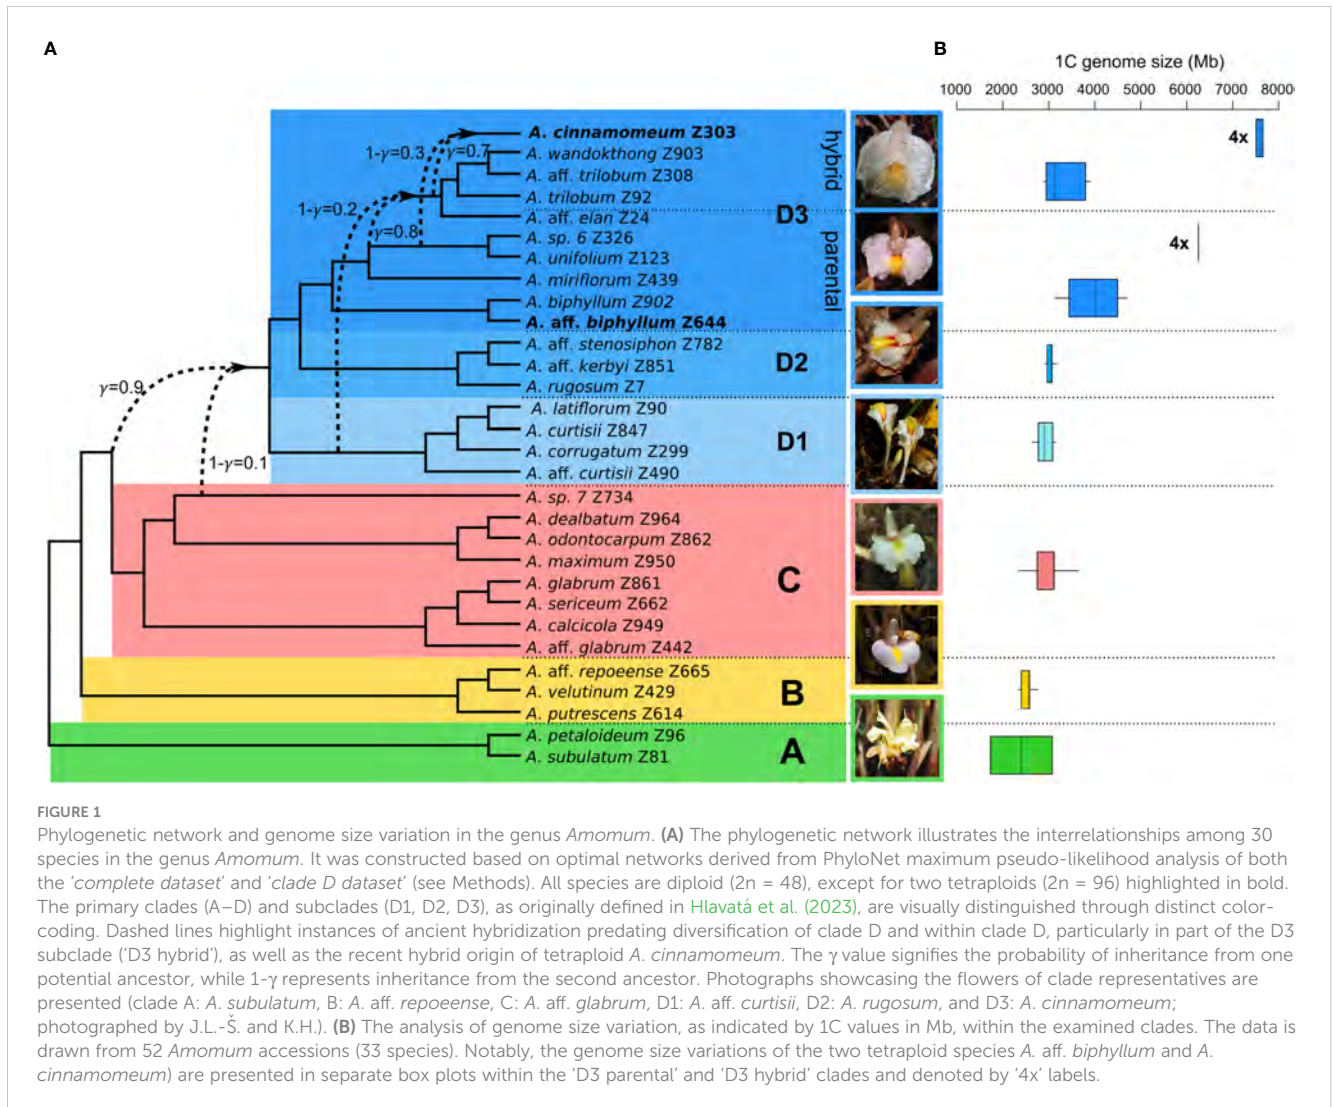 A
B
1C genome size (Mb)
1000 2000 3000 4000 5000 6000 7000 8000
A. cinnamomeum Z303
4x
1-γ=0.3
γ=0.7
A. wandokthong Z903
hybrid
A. aff. trilobum Z308
A. trilobum Z92
1-γ=0.2
A. aff. elan Z24
D3
γ=0.8
A. sp. 6 Z326
4x
A. unifolium Z123
parental
A. miriflorum Z439
A. biphyllum Z902
A. aff. biphyllum Z644
A. aff. stenosiphon Z782
A. aff. kerbyi Z851
D2
γ=0.9
A. rugosum Z7
A. latiflorum Z90
A. curtisii Z847
D1
A. corrugatum Z299
1-γ=0.1
A. aff. curtisii Z490
A. sp. 7 Z734
A. dealbatum Z964
A. odontocarpum Z862
A. maximum Z950
C
A. glabrum Z861
A. sericeum Z662
A. calcicola Z949
A. aff. glabrum Z442
A. aff. repoeense Z665
A. velutinum Z429
B
A. putrescens Z614
A. petaloideum Z96
A
A. subulatum Z81
FIGURE 1
Phylogenetic network and genome size variation in the genus Amomum. (A) The phylogenetic network illustrates the interrelationships among 30
species in the genus Amomum. It was constructed based on optimal networks derived from PhyloNet maximum pseudo-likelihood analysis of both
the 'complete dataset' and 'clade D dataset' (see Methods). All species are diploid (2n = 48), except for two tetraploids (2n = 96) highlighted in bold.
The primary clades (A–D) and subclades (D1, D2, D3), as originally defined in Hlavatá et al. (2023), are visually distinguished through distinct color-
coding. Dashed lines highlight instances of ancient hybridization predating diversification of clade D and within clade D, particularly in part of the D3
subclade ('D3 hybrid'), as well as the recent hybrid origin of tetraploid A. cinnamomeum. The γ value signifies the probability of inheritance from one
potential ancestor, while 1-γ represents inheritance from the second ancestor. Photographs showcasing the flowers of clade representatives are
presented (clade A: A. subulatum, B: A. aff. repoeense, C: A. aff. glabrum, D1: A. aff. curtisii, D2: A. rugosum, and D3: A. cinnamomeum;
photographed by J.L.-Š. and K.H.). (B) The analysis of genome size variation, as indicated by 1C values in Mb, within the examined clades. The data is
drawn from 52 Amomum accessions (33 species). Notably, the genome size variations of the two tetraploid species A. aff. biphyllum and A.
cinnamomeum) are presented in separate box plots within the 'D3 parental' and 'D3 hybrid' clades and denoted by '4x' labels.